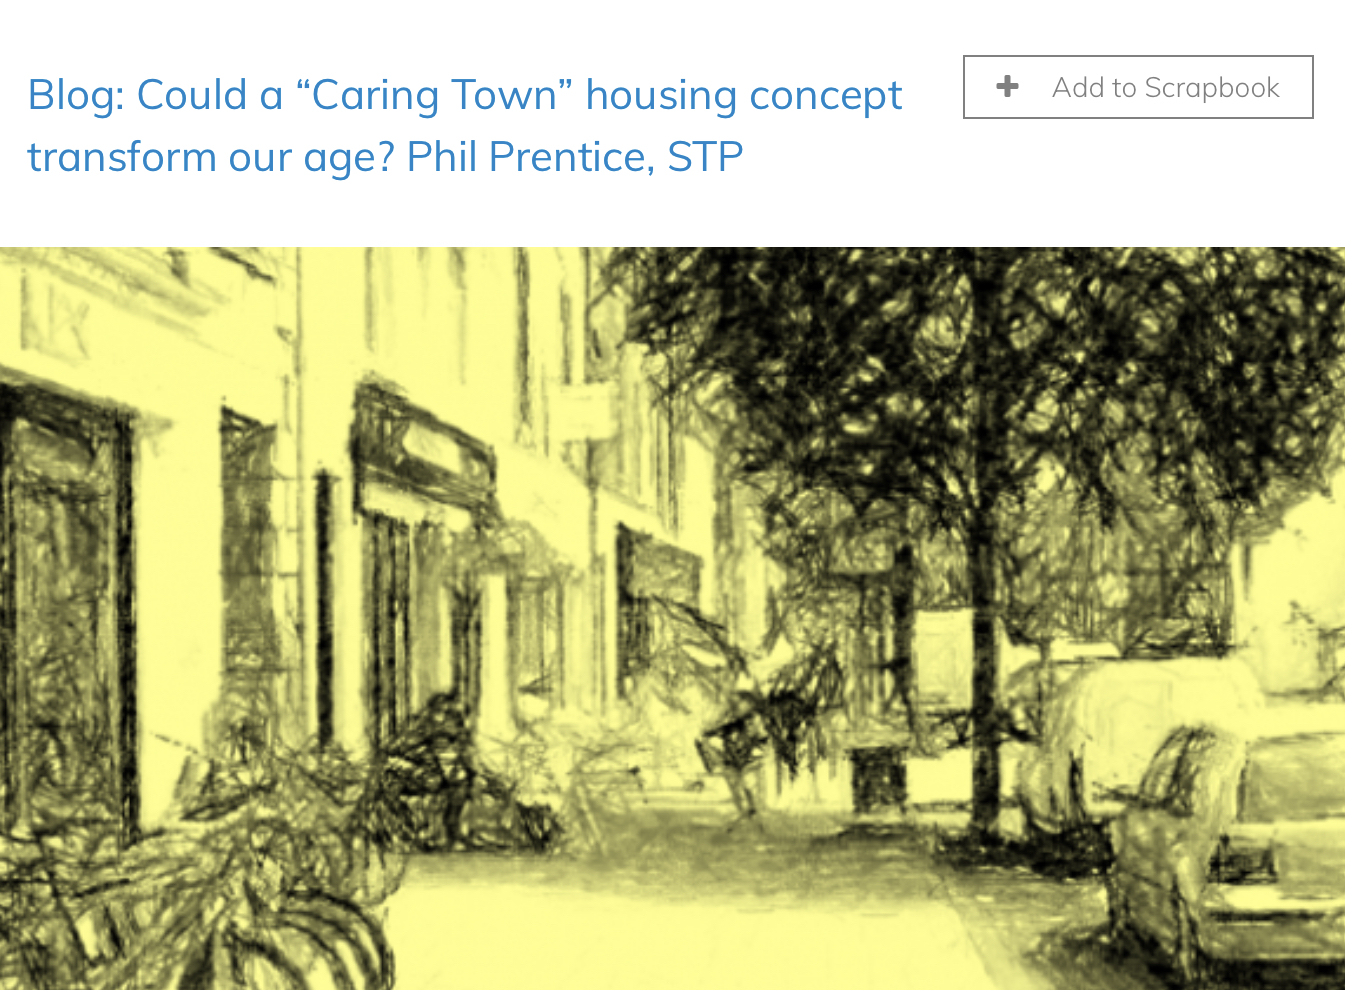 Blog: Could a “Caring Town” housing concept
transform our age? Phil Prentice, STP
Add to Scrapbook